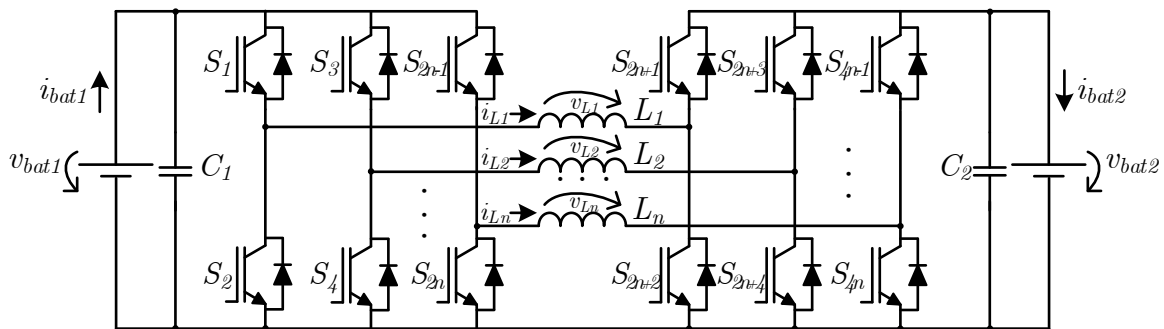 S1 S3 S2n-1 S2n+1 S2n+3 S4n-1
ibat1 iL1 vL1 L1 ibat2
vbat1 C1 iL2 vL2 L2 C2 vbat2
iLn vLn Ln
S2 S4 S2n S2n+2 S2n+4 S4n